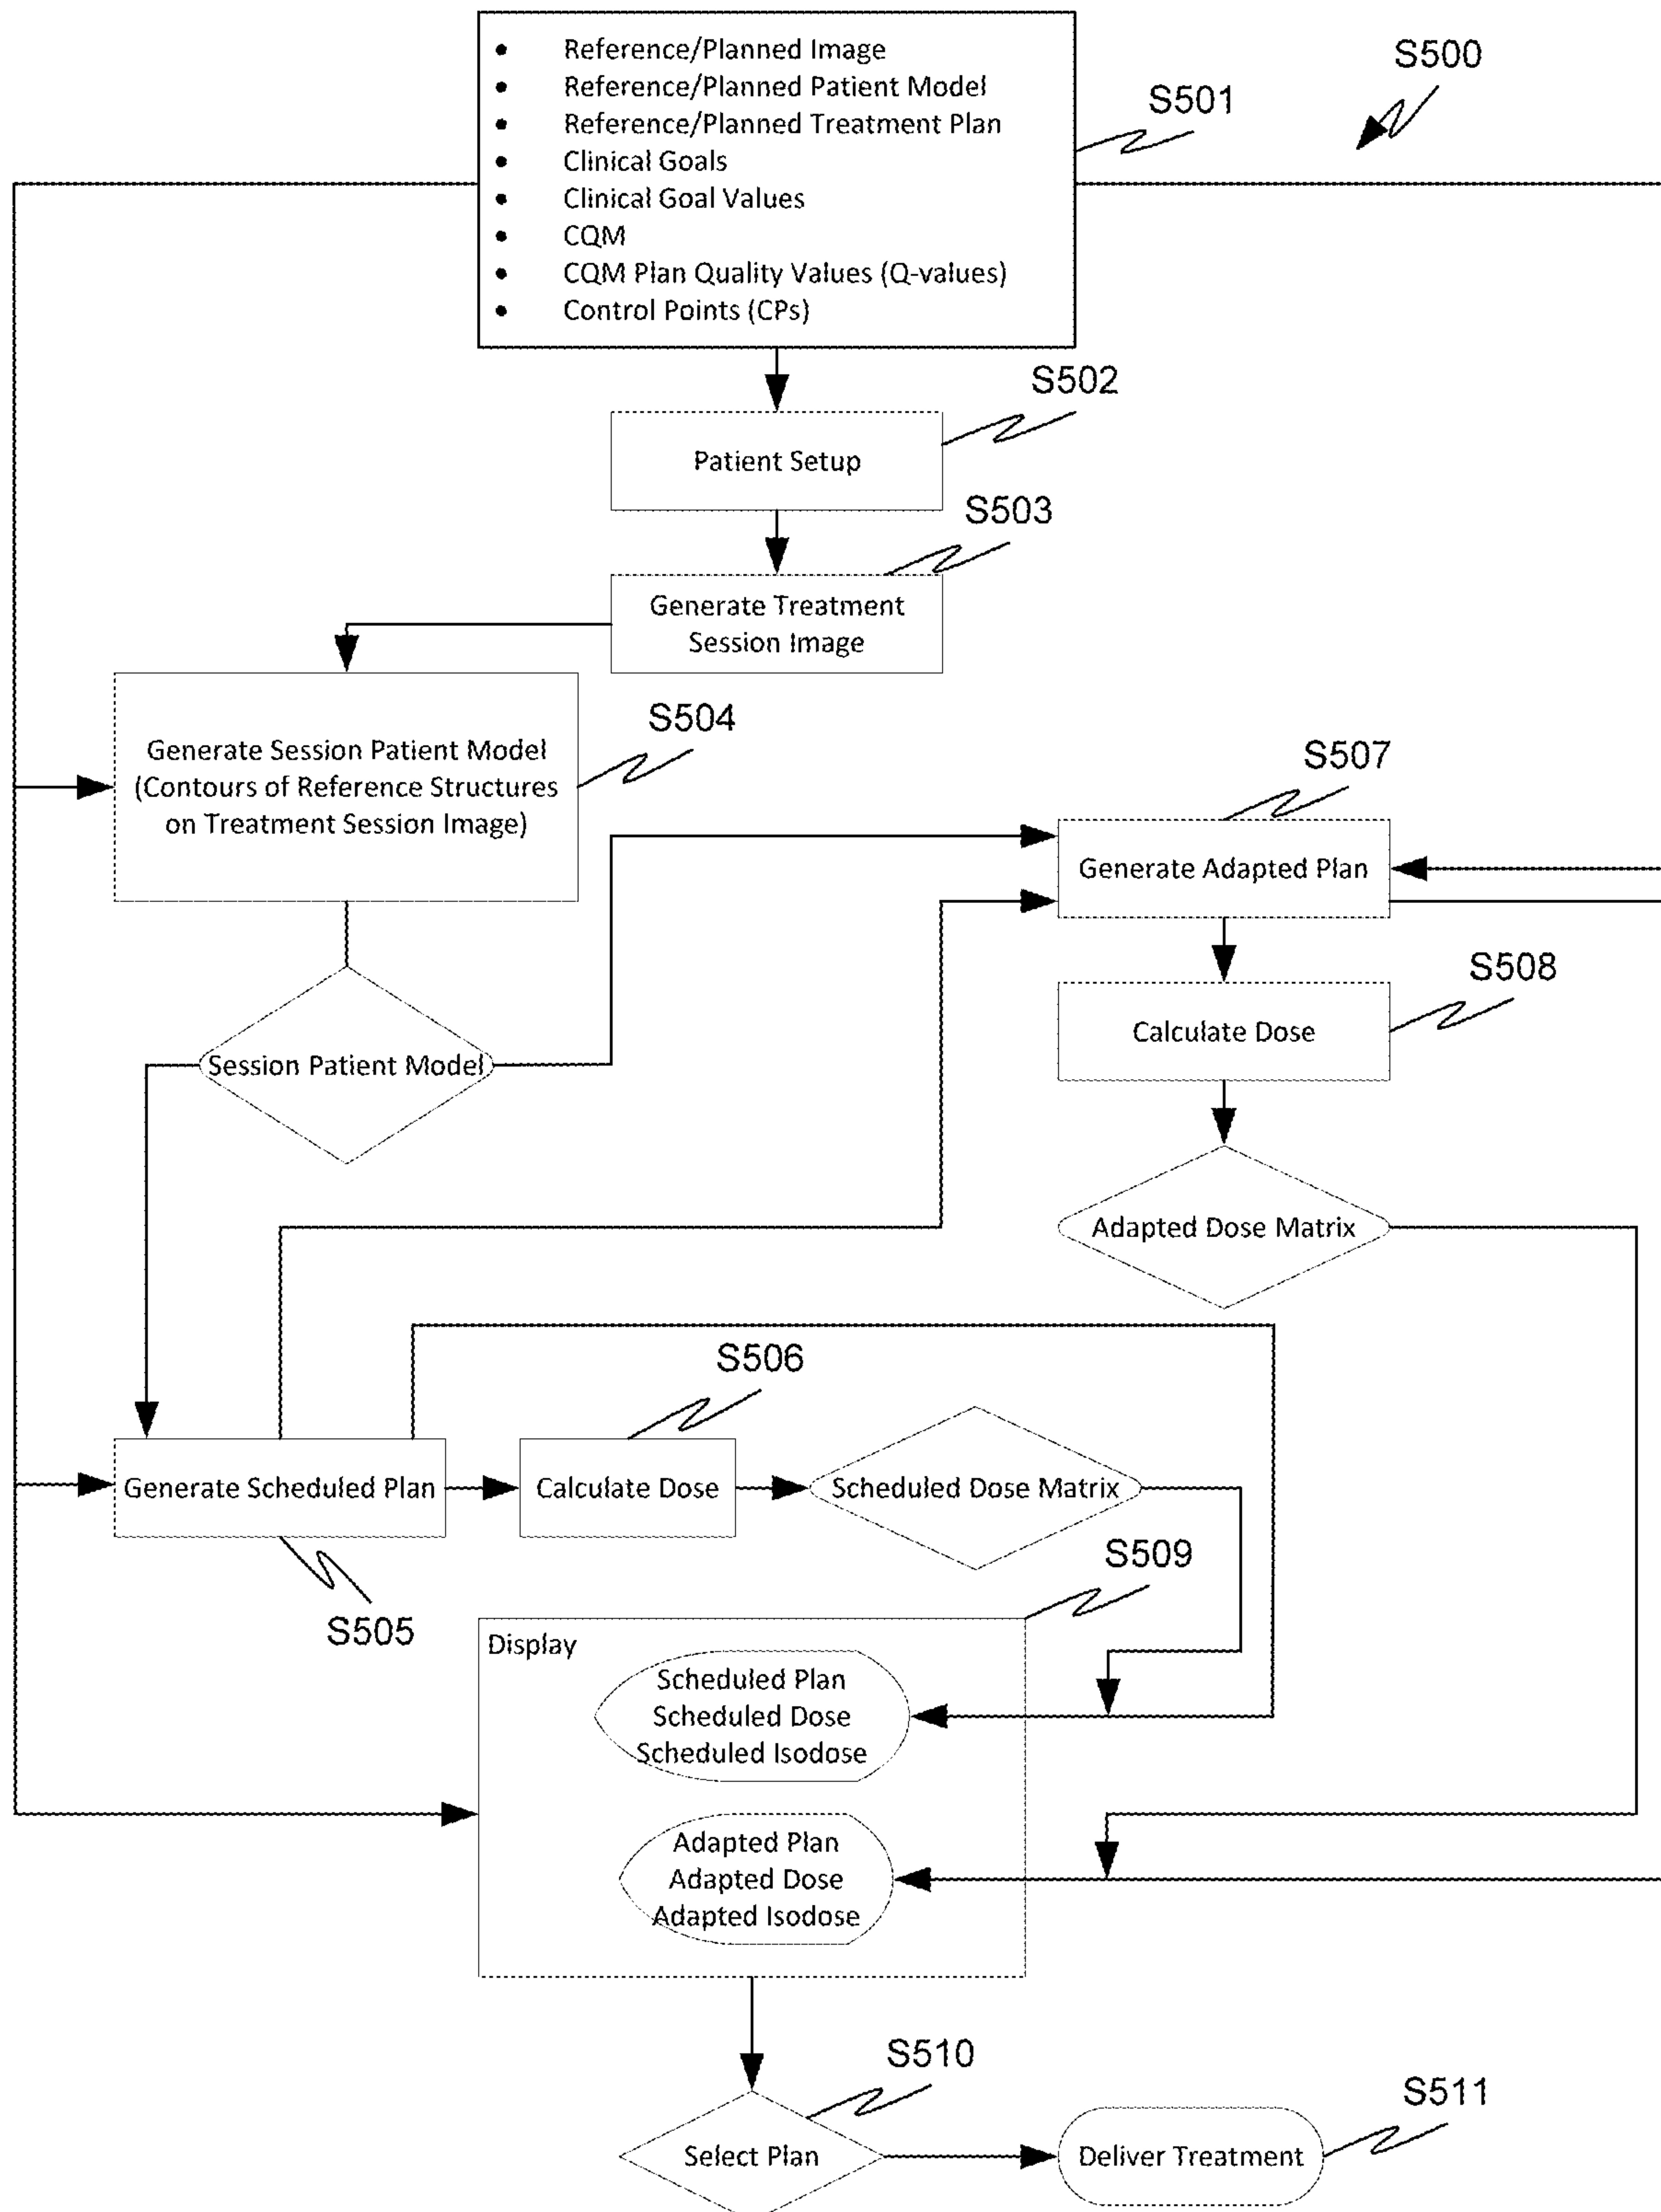 S500
S501
• Reference/Planned Image
• Reference/Planned Patient Model
• Reference/Planned Treatment Plan
• Clinical Goals
• Clinical Goal Values
• CQM
• CQM Plan Quality Values (Q-values)
• Control Points (CPs)
S502
Patient Setup
S503
Generate Treatment
Session Image
S504
Generate Session Patient Model
(Contours of Reference Structures
on Treatment Session Image)
S507
Generate Adapted Plan
S508
Calculate Dose
Session Patient Model
Adapted Dose Matrix
S506
Generate Scheduled Plan
Calculate Dose
Scheduled Dose Matrix
S505
S509
Display
Scheduled Plan
Scheduled Dose
Scheduled Isodose
Adapted Plan
Adapted Dose
Adapted Isodose
S510
Select Plan
S511
Deliver Treatment